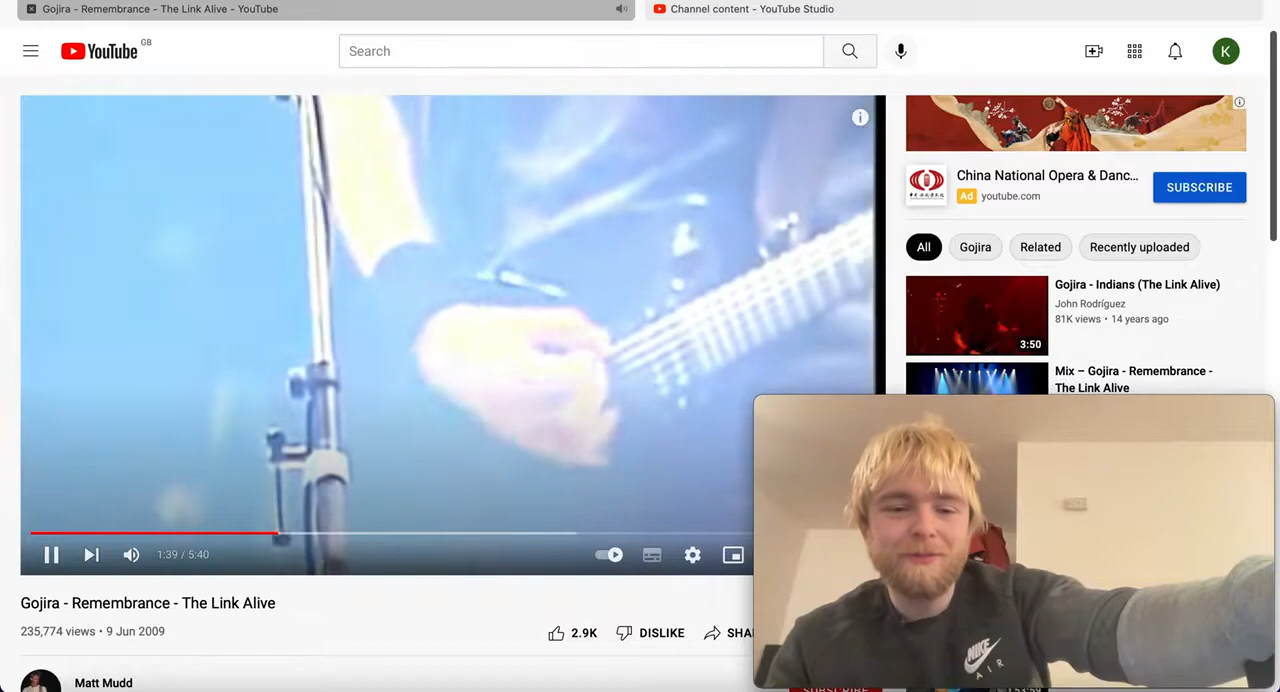 Gojira - Remembrance - The Link Alive - YouTube
Channel content - YouTube Studio
YouTube GB
Search
K
China National Opera & Danc...
Ad youtube.com
SUBSCRIBE
All
Gojira
Related
Recently uploaded
Gojira - Indians (The Link Alive)
John Rodríguez
81K views • 14 years ago
3:50
Mix – Gojira - Remembrance -
The Link Alive
1:39 / 5:40
Gojira - Remembrance - The Link Alive
235,774 views • 9 Jun 2009
2.9K
DISLIKE
SHA
Matt Mudd
NIKE
AIR